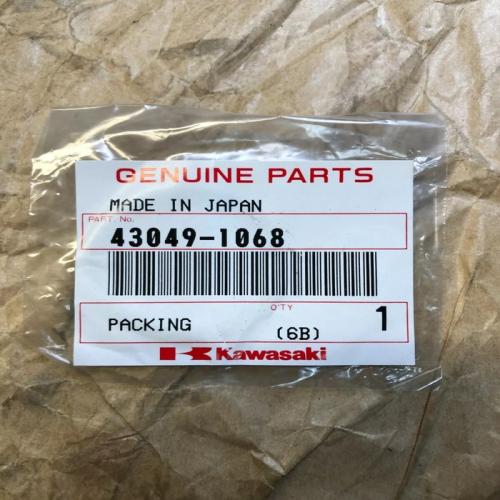 GENUINE PARTS
MADE IN JAPAN
PART. No.
43049-1068
Q'TY
PACKING (6B) 1
Kawasaki